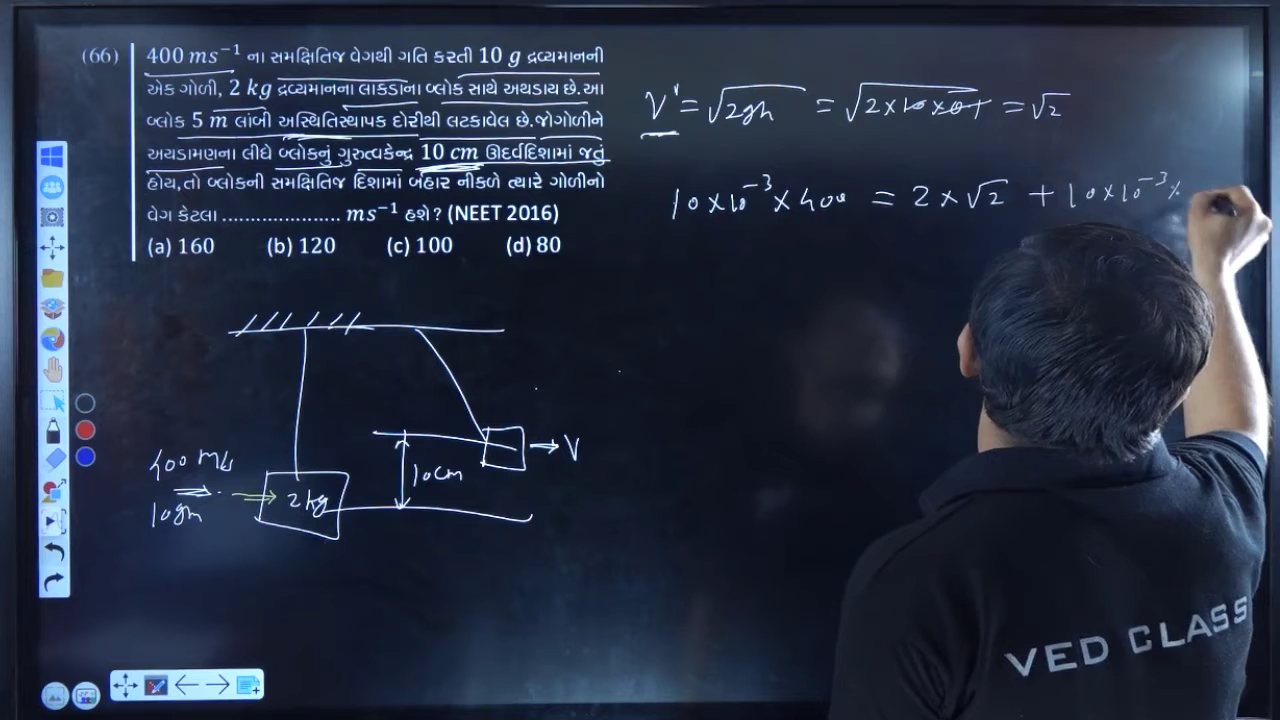 (66) 400 ms⁻¹ ના સમક્ષિતિજ વેગથી ગતિ કરતી 10 g દ્રવ્યમાનની
એક ગોળી, 2 kg દ્રવ્યમાનના લાકડાના બ્લોક સાથે અથડાય છે. આ
બ્લોક 5 m લાંબી અસ્થિતિસ્થાપક દોરીથી લટકાવેલ છે. જો ગોળીને
અથડામણના લીધે બ્લોકનું ગુરુત્વકેન્દ્ર 10 cm ઊદર્વદિશામાં જતું
હોય, તો બ્લોકની સમક્ષિતિજ દિશામાં બહાર નીકળે ત્યારે ગોળીનો
વેગ કેટલા .................... ms⁻¹ હશે? (NEET 2016)
(a) 160 (b) 120 (c) 100 (d) 80
V' = √2gh = √2×10×0.1 = √2
10×10⁻³×400 = 2×√2 + 10×10⁻³×
400 m/s
10gm
2kg
10cm
V
VED CLASS